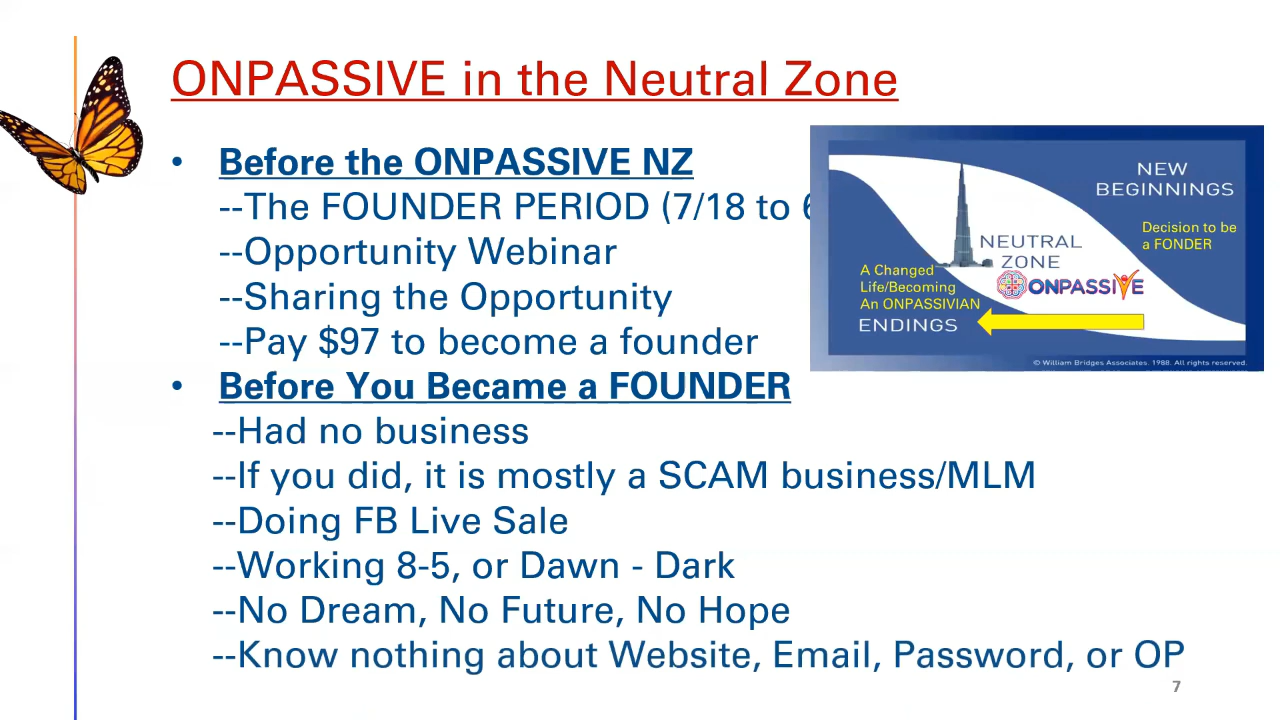 ONPASSIVE in the Neutral Zone
• Before the ONPASSIVE NZ
--The FOUNDER PERIOD (7/18 to
--Opportunity Webinar
--Sharing the Opportunity
--Pay $97 to become a founder
• Before You Became a FOUNDER
--Had no business
--If you did, it is mostly a SCAM business/MLM
--Doing FB Live Sale
--Working 8-5, or Dawn - Dark
--No Dream, No Future, No Hope
--Know nothing about Website, Email, Password, or OP
NEW
BEGINNINGS
Decision to be
a FONDER
NEUTRAL
ZONE
ONPASSIVE
A Changed
Life/Becoming
An ONPASSIVIAN
ENDINGS
© William Bridges Associates. 1988. All rights reserved.
7